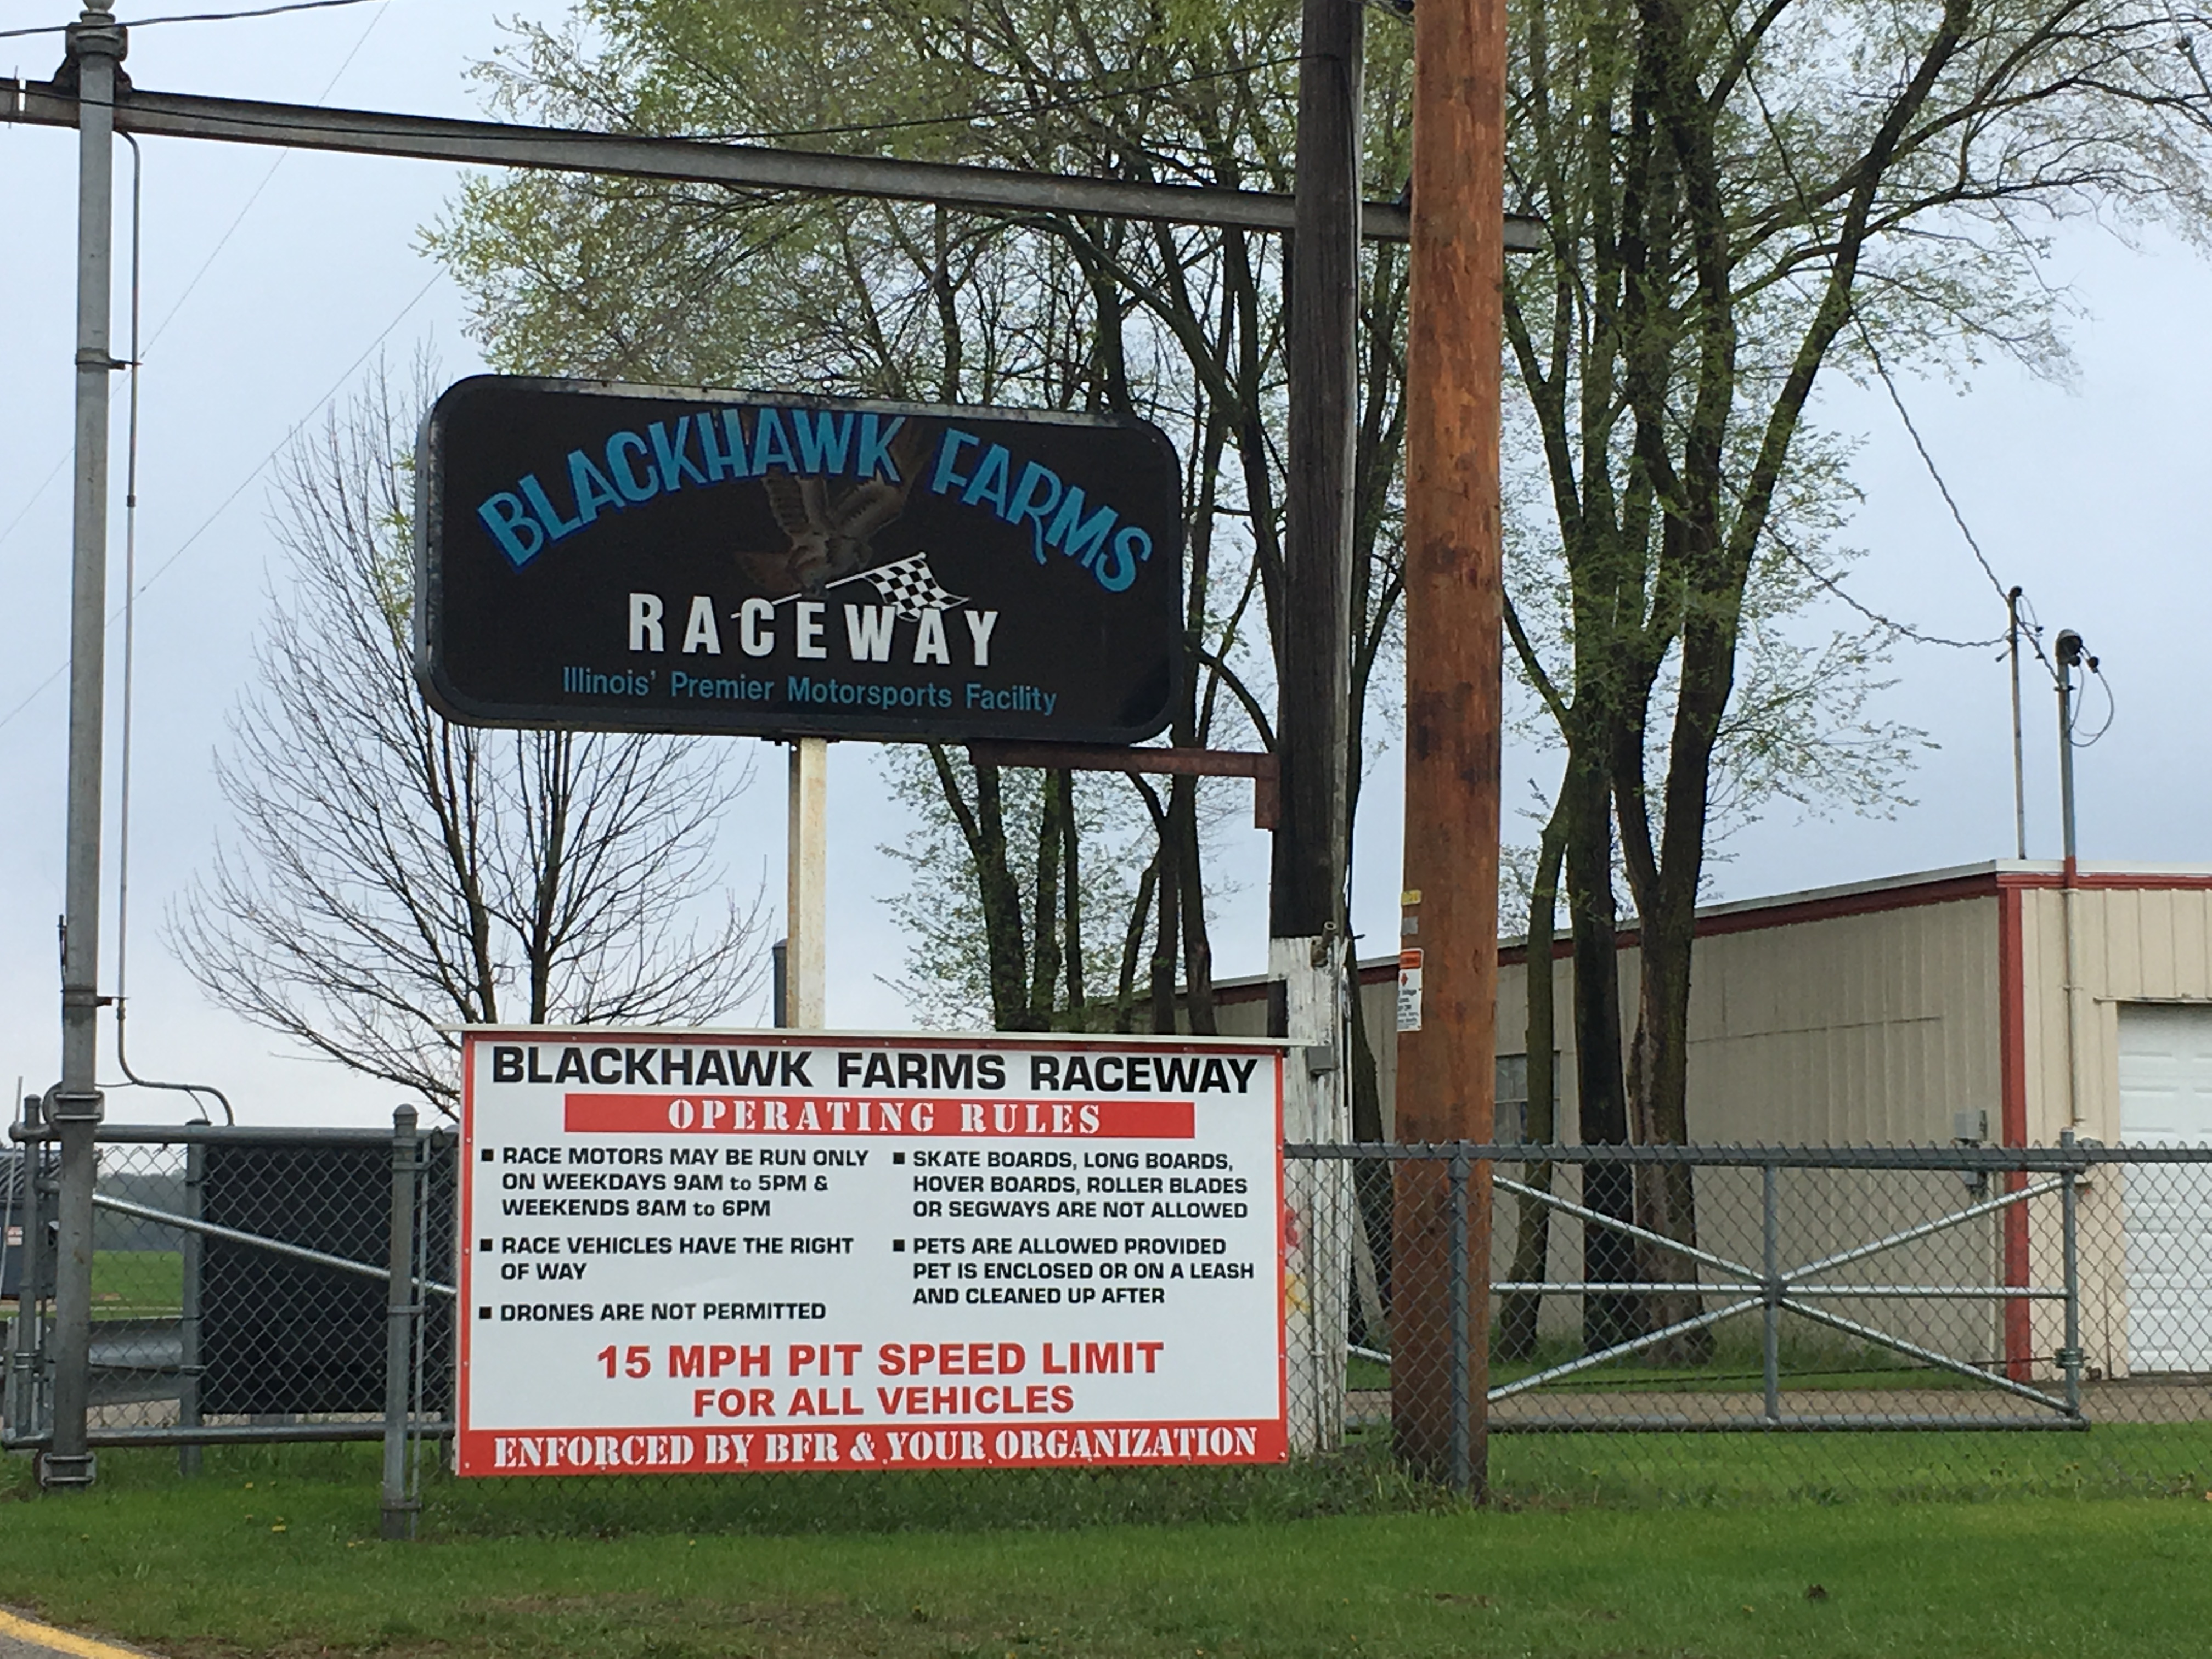 BLACKHAWK FARMS
RACEWAY
Illinois' Premier Motorsports Facility
BLACKHAWK FARMS RACEWAY
OPERATING RULES
▪ RACE MOTORS MAY BE RUN ONLY
ON WEEKDAYS 9AM to 5PM &
WEEKENDS 8AM to 6PM
▪ RACE VEHICLES HAVE THE RIGHT
OF WAY
▪ DRONES ARE NOT PERMITTED
▪ SKATE BOARDS, LONG BOARDS,
HOVER BOARDS, ROLLER BLADES
OR SEGWAYS ARE NOT ALLOWED
▪ PETS ARE ALLOWED PROVIDED
PET IS ENCLOSED OR ON A LEASH
AND CLEANED UP AFTER
15 MPH PIT SPEED LIMIT
FOR ALL VEHICLES
ENFORCED BY BFR & YOUR ORGANIZATION